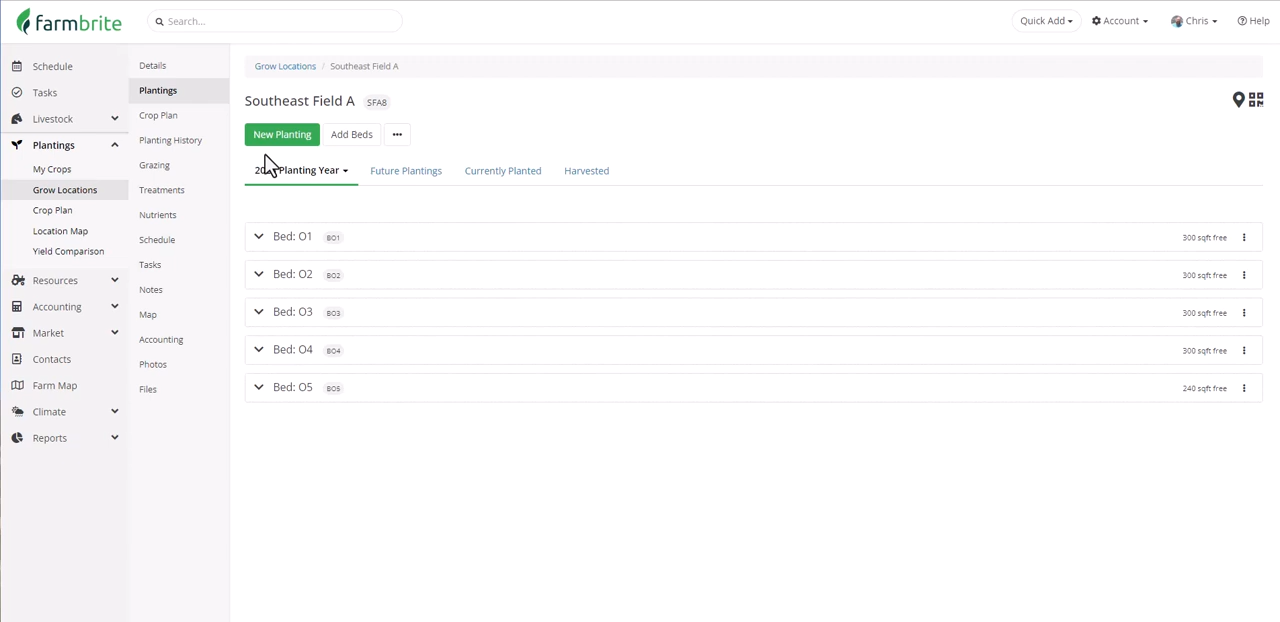 farmbrite
Search...
Quick Add
Account
Chris
Help
Schedule
Tasks
Livestock
Plantings
My Crops
Grow Locations
Crop Plan
Location Map
Yield Comparison
Resources
Accounting
Market
Contacts
Farm Map
Climate
Reports
Details
Plantings
Crop Plan
Planting History
Grazing
Treatments
Nutrients
Schedule
Tasks
Notes
Map
Accounting
Photos
Files
Grow Locations / Southeast Field A
Southeast Field A SFA8
New Planting Add Beds
Planting Year Future Plantings Currently Planted Harvested
Bed: O1 BO1 300 sqft free
Bed: O2 BO2 300 sqft free
Bed: O3 BO3 300 sqft free
Bed: O4 BO4 300 sqft free
Bed: O5 BO5 240 sqft free